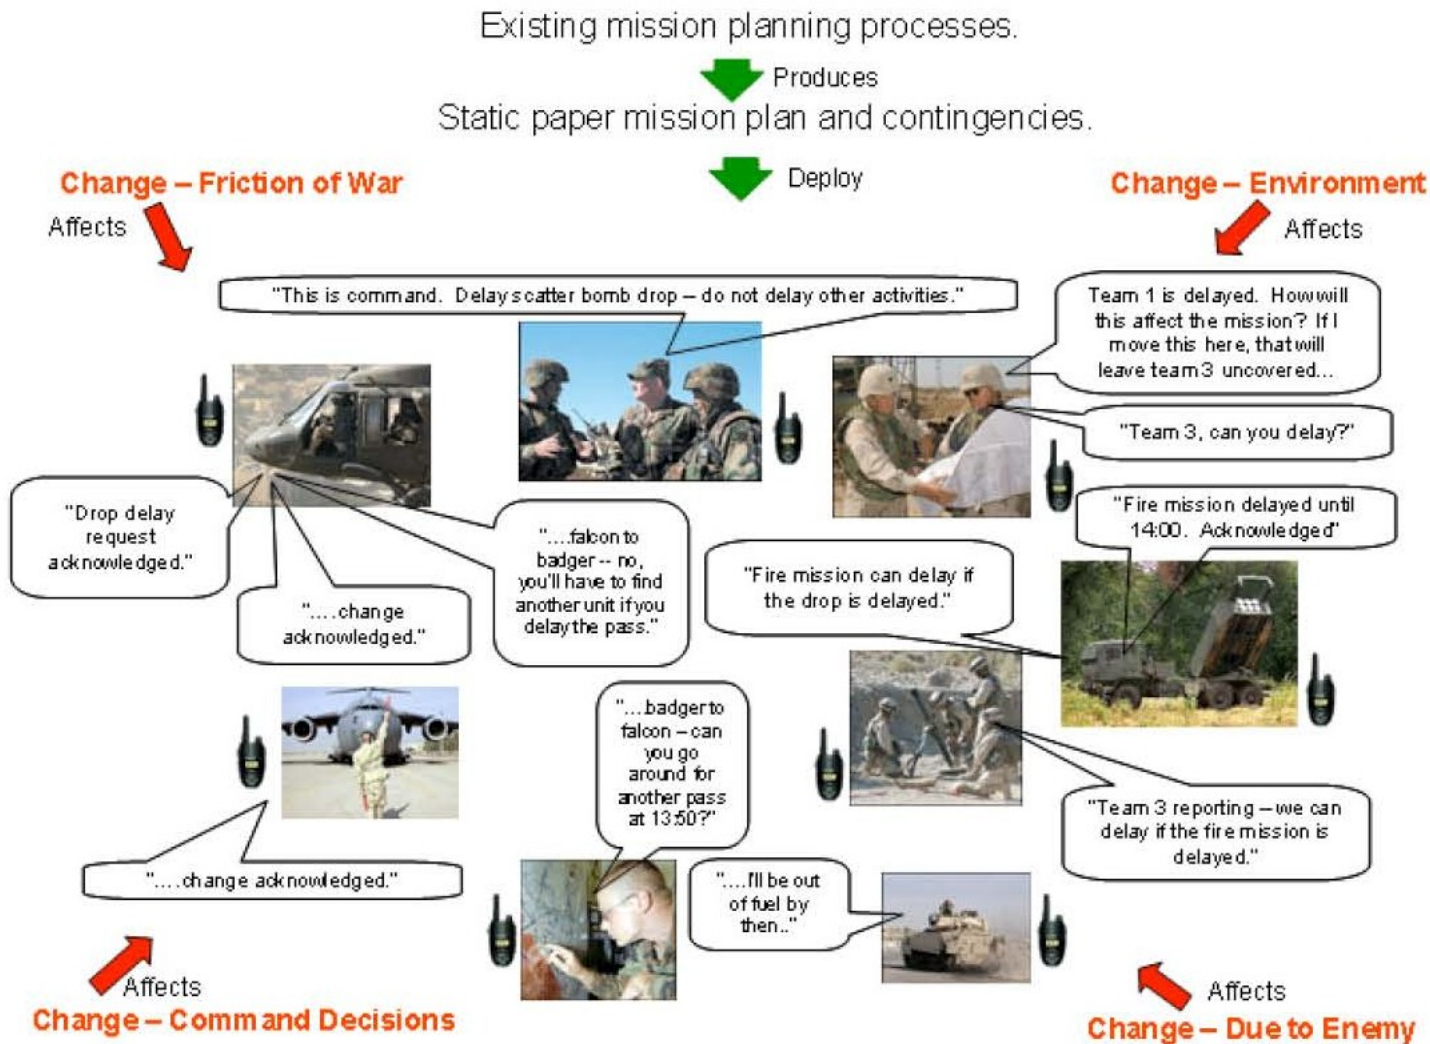 Existing mission planning processes.
Produces
Static paper mission plan and contingencies.
Deploy
Change – Friction of War
Affects
Change – Environment
Affects
"This is command. Delay scatter bomb drop – do not delay other activities."
Team 1 is delayed. How will
this affect the mission? If I
move this here, that will
leave team 3 uncovered...
"Team 3, can you delay?"
"Drop delay
request
acknowledged."
"....change
acknowledged."
"....falcon to
badger -- no,
you'll have to find
another unit if you
delay the pass."
"Fire mission can delay if
the drop is delayed."
"Fire mission delayed until
14:00. Acknowledged"
"....badger to
falcon – can
you go
around for
another pass
at 13:50?"
"Team 3 reporting – we can
delay if the fire mission is
delayed."
"....change acknowledged."
"....I'll be out
of fuel by
then.."
Affects
Change – Command Decisions
Affects
Change – Due to Enemy